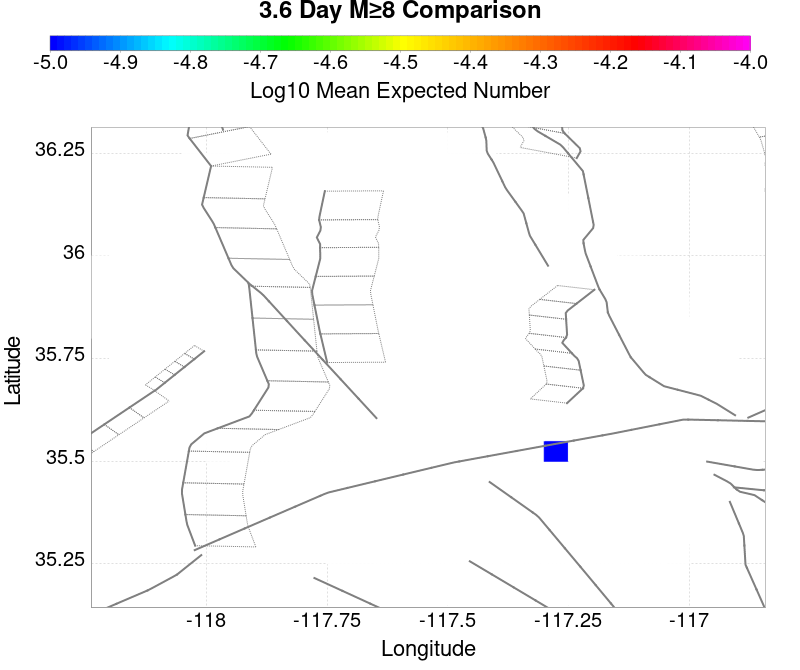 3.6 Day M≥8 Comparison
-5.0 -4.9 -4.8 -4.7 -4.6 -4.5 -4.4 -4.3 -4.2 -4.1 -4.0
Log10 Mean Expected Number
36.25
36
35.75
35.5
35.25
Latitude
-118 -117.75 -117.5 -117.25 -117
Longitude